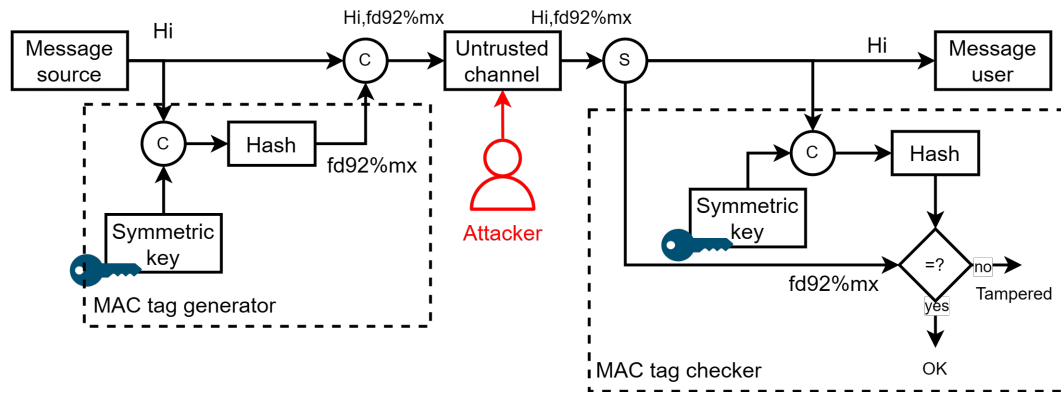 Hi,fd92%mx
Hi,fd92%mx
Message
source
Hi
C
Untrusted
channel
S
Hi
Message
user
C
Hash
fd92%mx
Attacker
Symmetric
key
MAC tag generator
C
Hash
Symmetric
key
=?
no
yes
fd92%mx
Tampered
OK
MAC tag checker